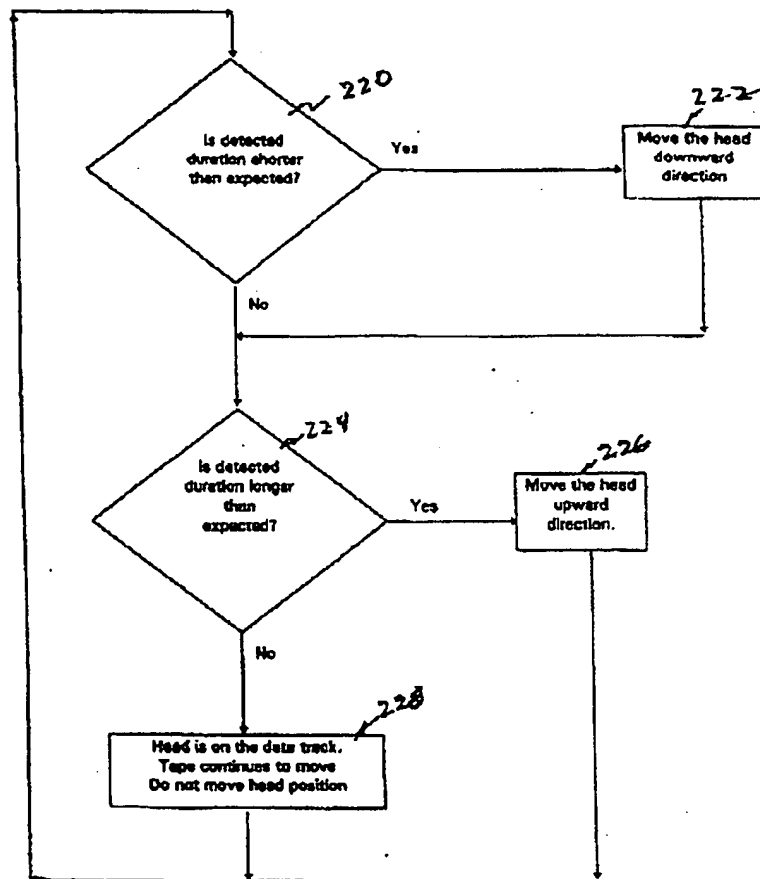 220
Is detected
duration shorter
than expected?
Yes
222
Move the head
downward
direction
No
224
Is detected
duration longer
than
expected?
Yes
226
Move the head
upward
direction.
No
228
Head is on the data track.
Tape continues to move
Do not move head position